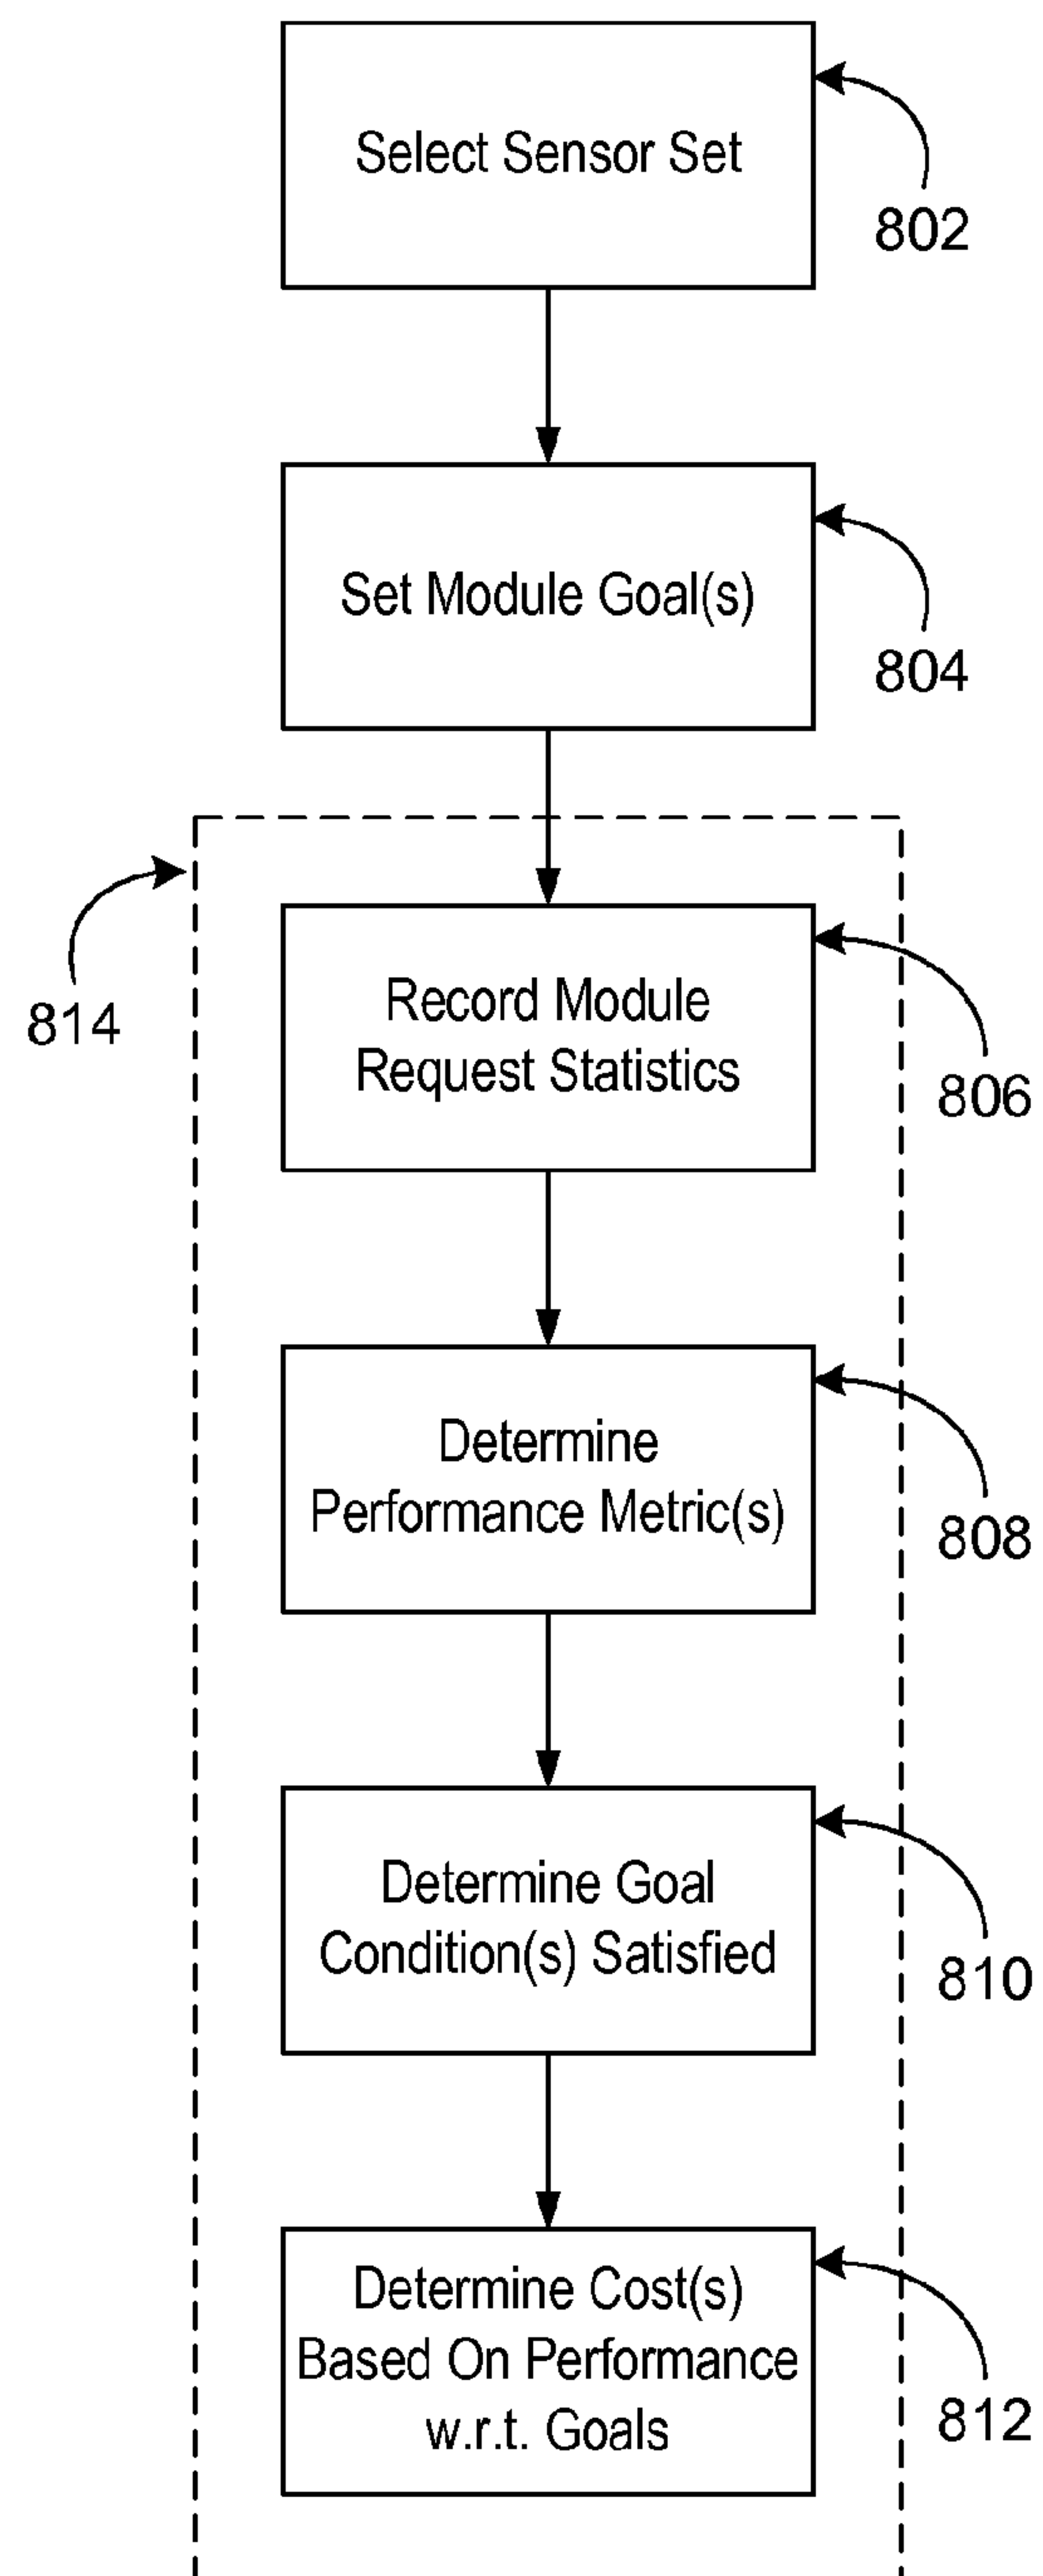 Select Sensor Set
802
Set Module Goal(s)
804
814
Record Module
Request Statistics
806
Determine
Performance Metric(s)
808
Determine Goal
Condition(s) Satisfied
810
Determine Cost(s)
Based On Performance
w.r.t. Goals
812